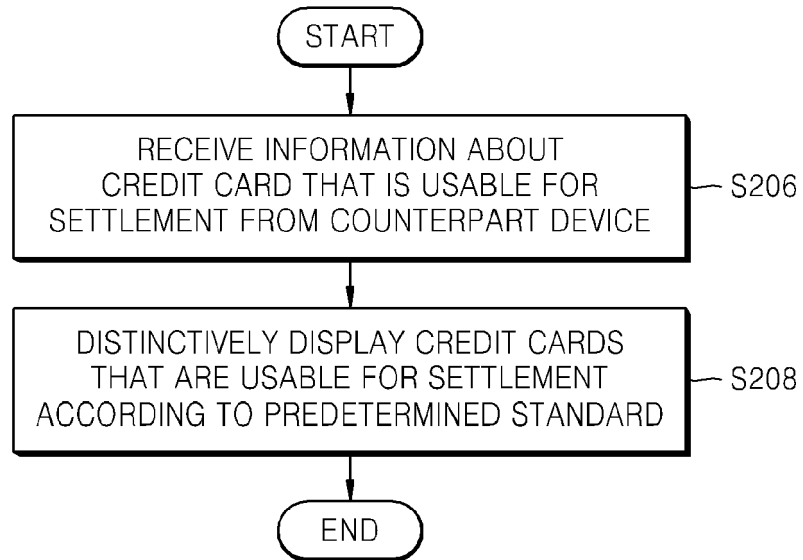 START
RECEIVE INFORMATION ABOUT
CREDIT CARD THAT IS USABLE FOR
SETTLEMENT FROM COUNTERPART DEVICE
S206
DISTINCTIVELY DISPLAY CREDIT CARDS
THAT ARE USABLE FOR SETTLEMENT
ACCORDING TO PREDETERMINED STANDARD
S208
END